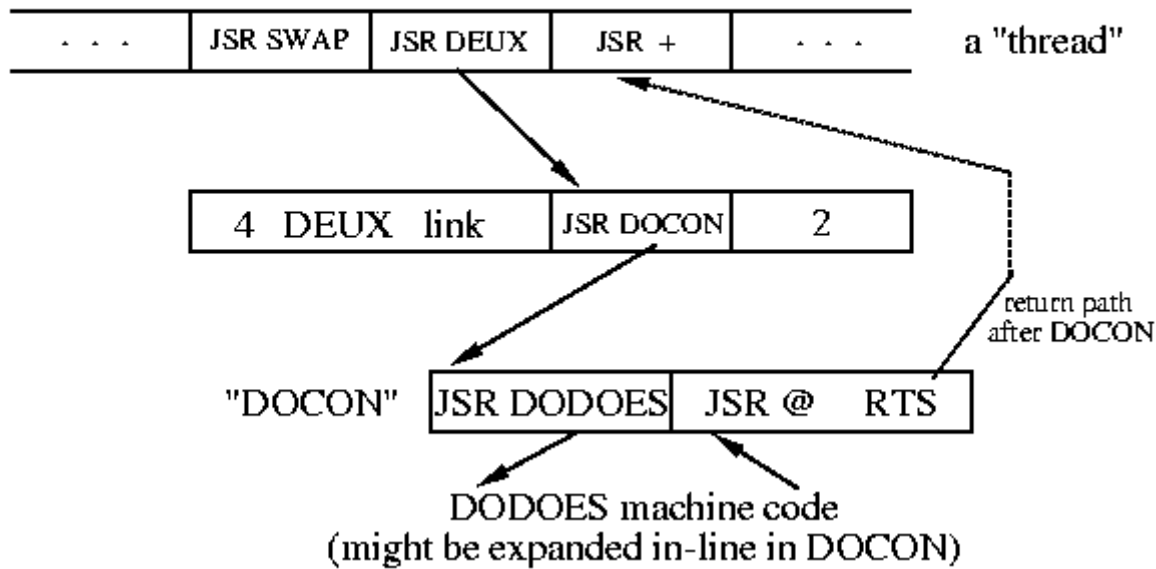 . . . JSR SWAP JSR DEUX JSR + . . . a "thread"
4 DEUX link JSR DOCON 2
return path
after DOCON
"DOCON" JSR DODOES JSR @ RTS
DODOES machine code
(might be expanded in-line in DOCON)